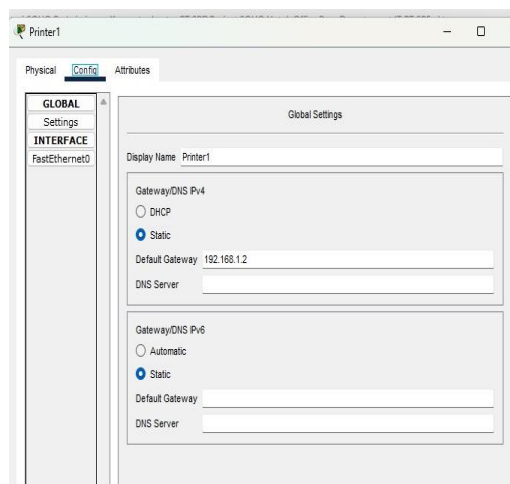 Printer1
Physical Config Attributes
GLOBAL
Settings
INTERFACE
FastEthernet0
Global Settings
Display Name Printer1
Gateway/DNS IPv4
DHCP
Static
Default Gateway 192.168.1.2
DNS Server
Gateway/DNS IPv6
Automatic
Static
Default Gateway
DNS Server